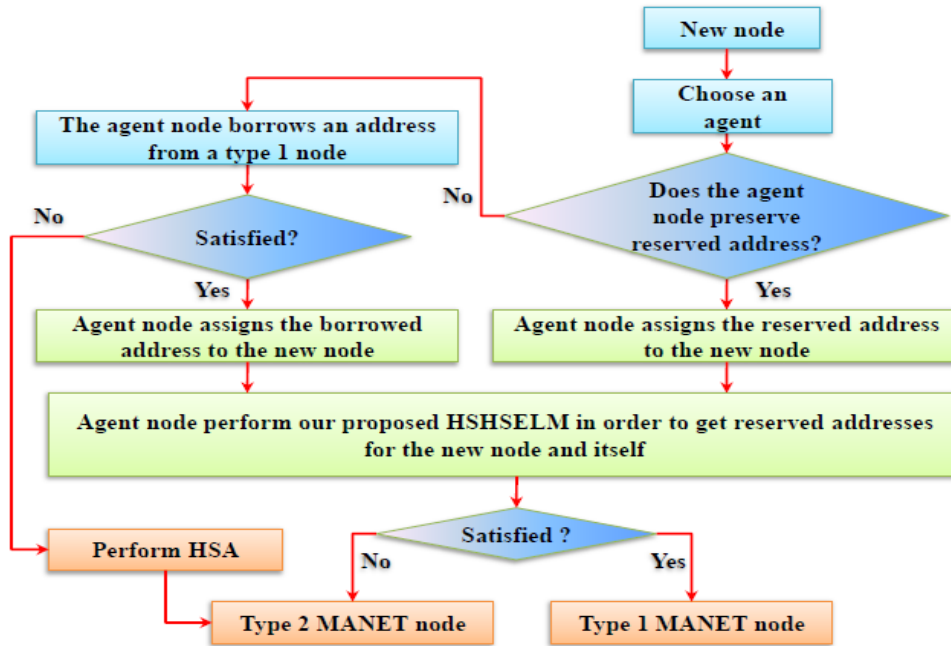 New node
Choose an
agent
The agent node borrows an address
from a type 1 node
Does the agent
node preserve
reserved address?
No
No
Satisfied?
Yes
Yes
Agent node assigns the borrowed
address to the new node
Agent node assigns the reserved address
to the new node
Agent node perform our proposed HSHSELM in order to get reserved addresses
for the new node and itself
Satisfied ?
Perform HSA
No
Yes
Type 2 MANET node
Type 1 MANET node